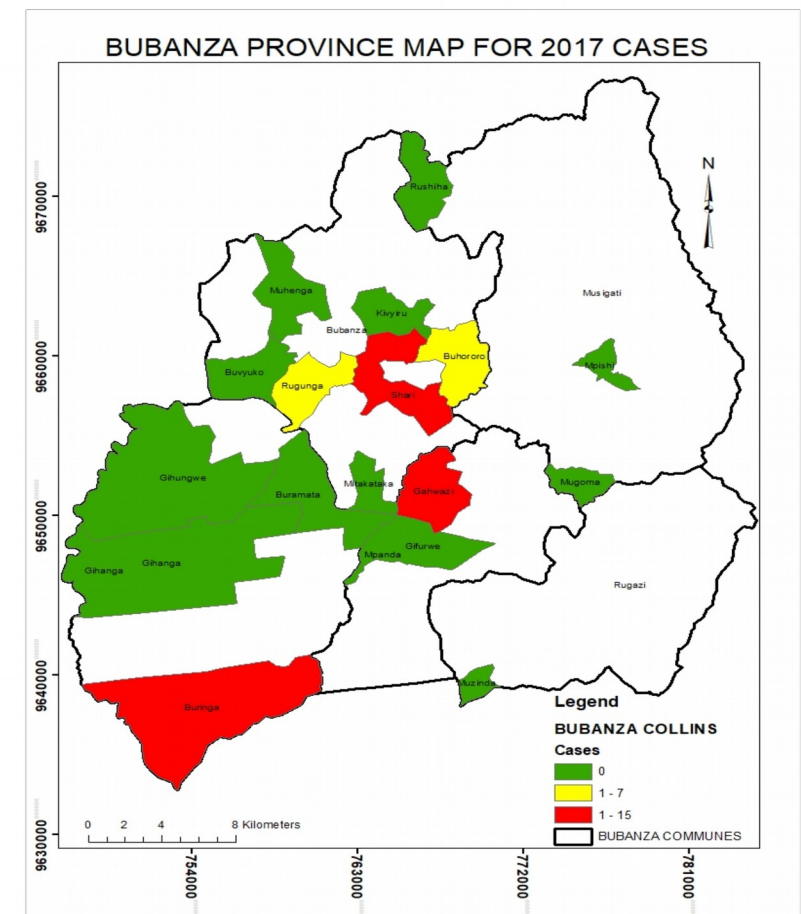 BUBANZA PROVINCE MAP FOR 2017 CASES
N
9670000
Rushiha
Musigati
Muhenga
Kivyiru
Bubanza
9660000
Buhororo
Mpishi
Buvyuko
Rugunga
Shari
Gihungwe
Mitakataka
Mugoma
Gahwazi
Buramata
9650000
Gifurwe
Mpanda
Gihanga
Gihanga
Rugazi
9640000
Muzinda
Buringa
Legend
BUBANZA COLLINS
Cases
0
1 - 7
1 - 15
BUBANZA COMMUNES
0 2 4 8 Kilometers
9630000
754000
763000
772000
781000